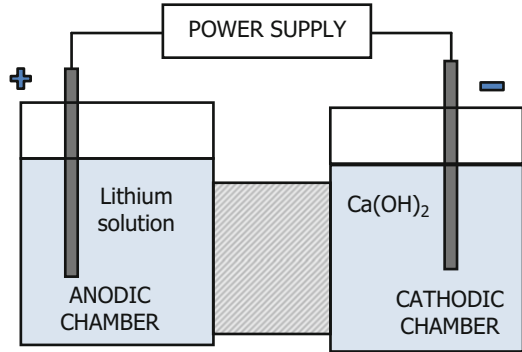 POWER SUPPLY
+
−
Lithium
solution
Ca(OH)₂
ANODIC
CHAMBER
CATHODIC
CHAMBER